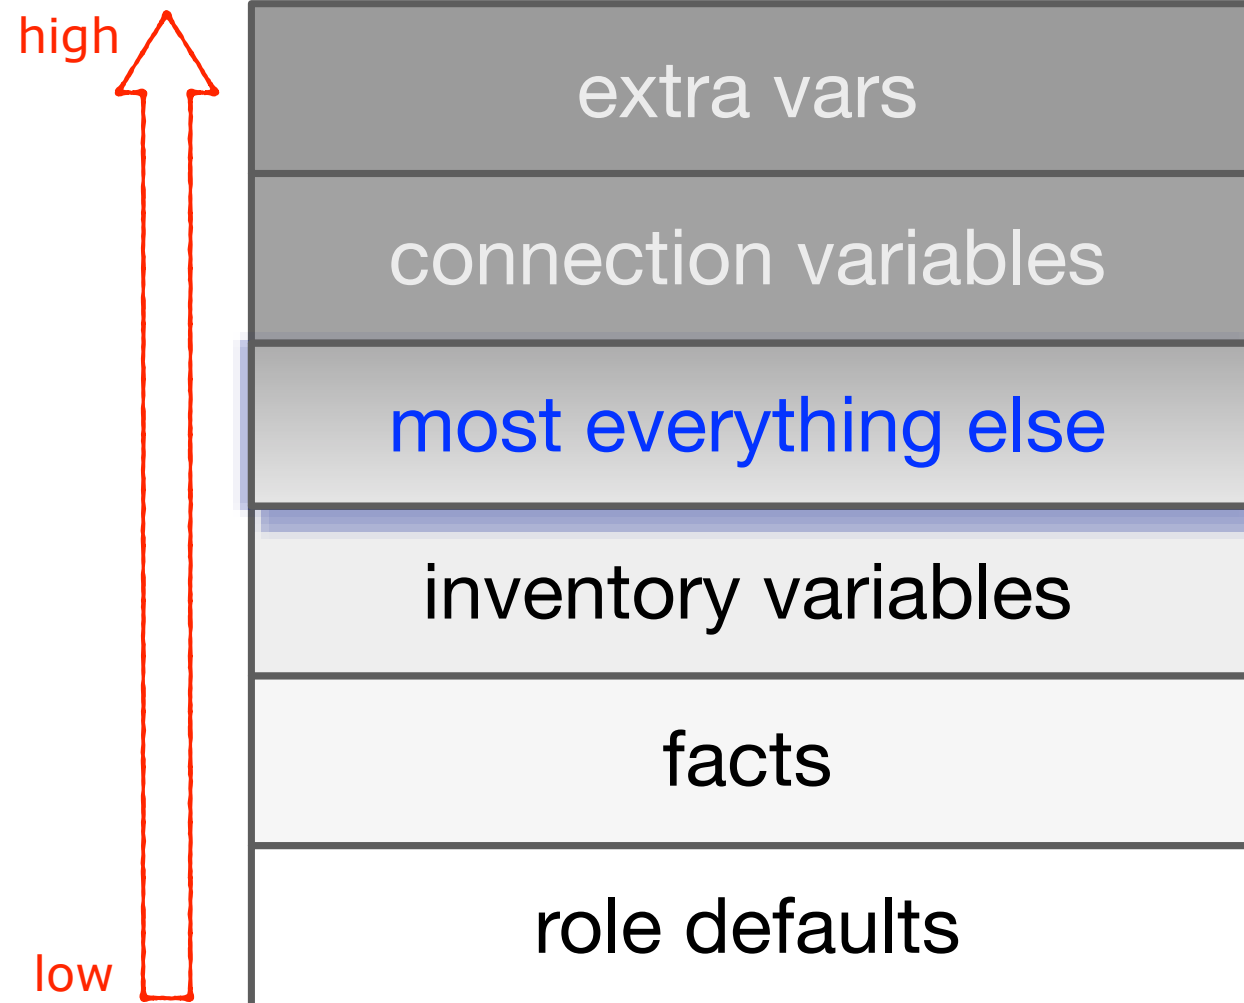 high
extra vars
connection variables
most everything else
inventory variables
facts
role defaults
low